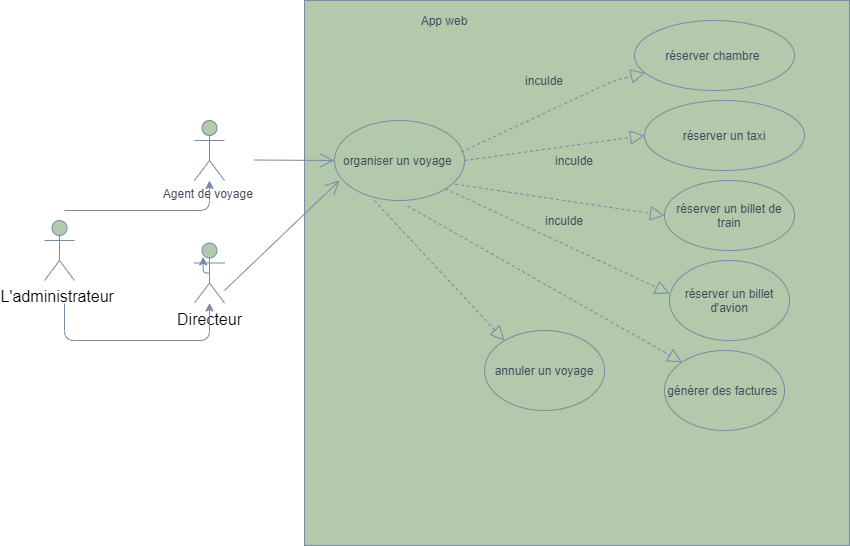 App web
réserver chambre
inculde
réserver un taxi
organiser un voyage
inculde
Agent de voyage
réserver un billet de
train
inculde
L'administrateur
réserver un billet
d'avion
Directeur
annuler un voyage
générer des factures